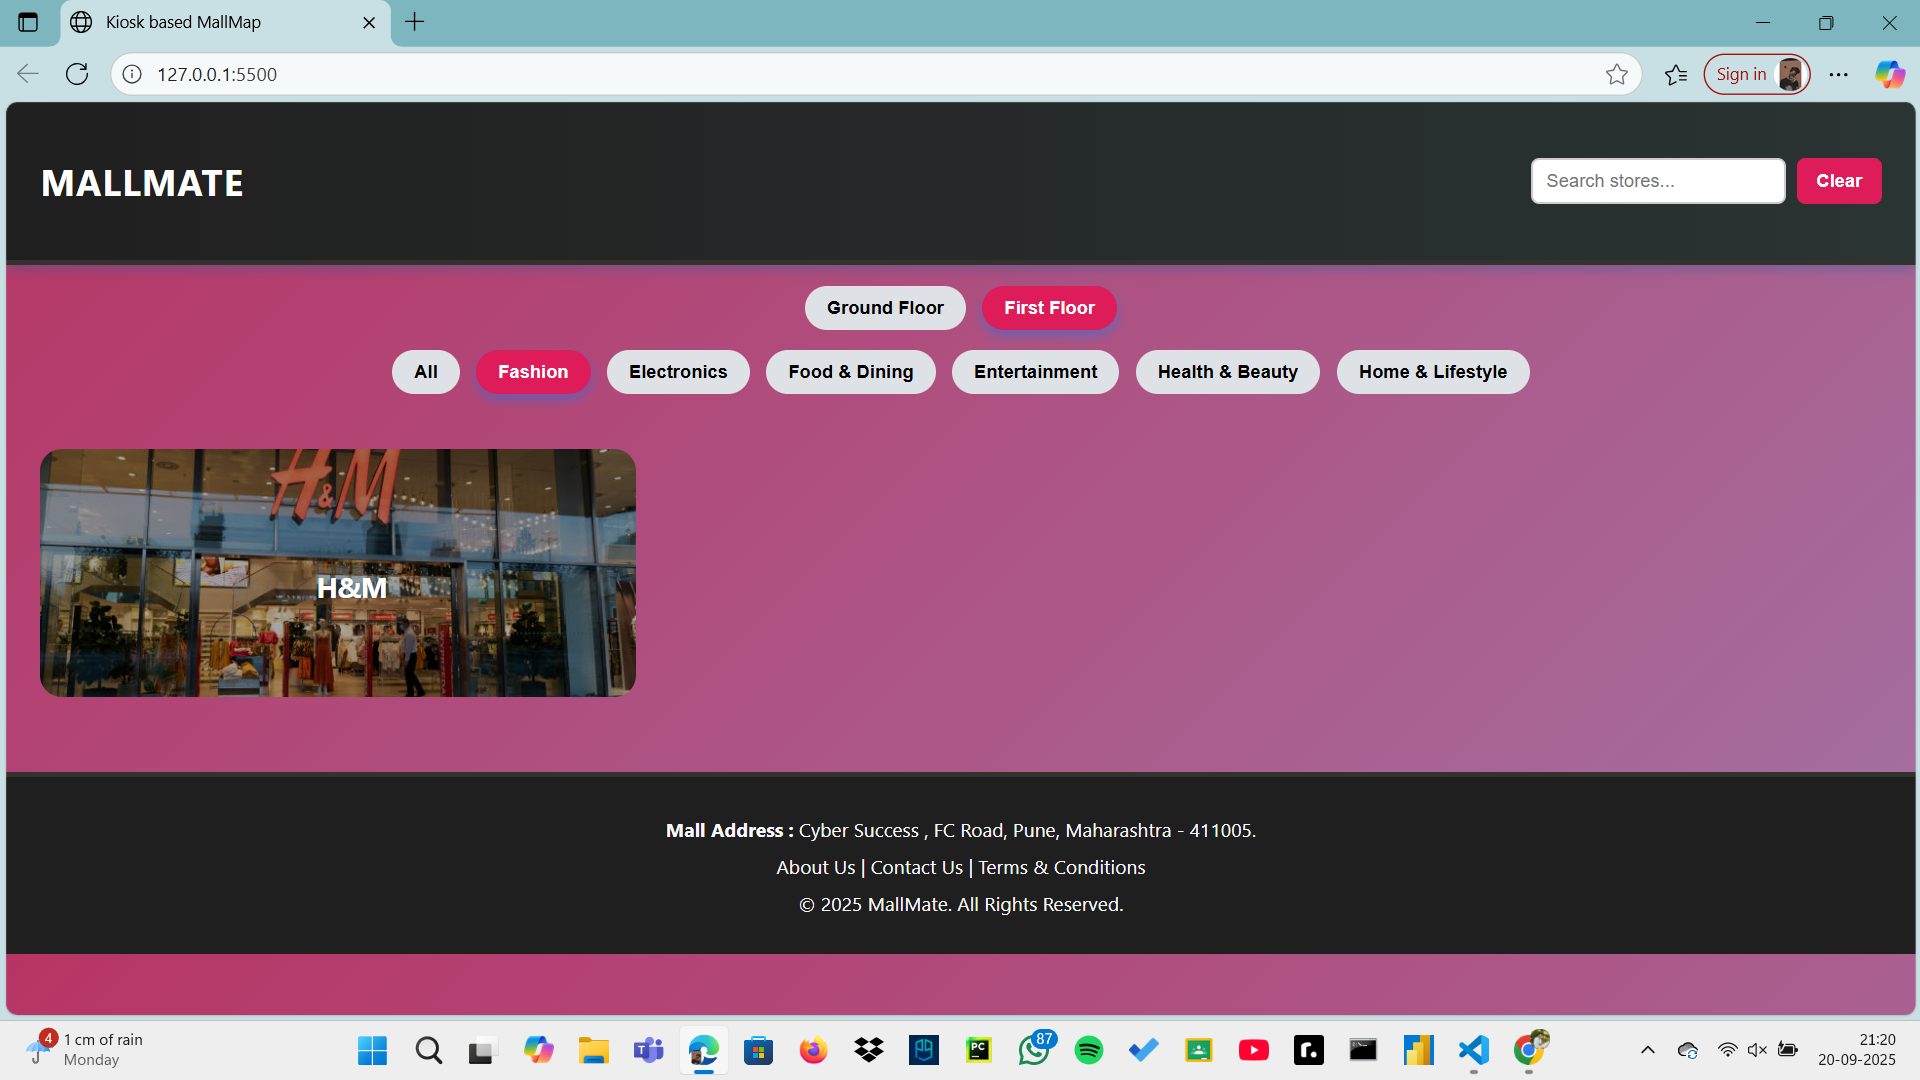 Kiosk based MallMap
127.0.0.1:5500
Sign in
MALLMATE
Search stores...
Clear
Ground Floor
First Floor
All
Fashion
Electronics
Food & Dining
Entertainment
Health & Beauty
Home & Lifestyle
H&M
H&M
Mall Address : Cyber Success , FC Road, Pune, Maharashtra - 411005.
About Us | Contact Us | Terms & Conditions
© 2025 MallMate. All Rights Reserved.
4
1 cm of rain
Monday
PC
87
21:20
20-09-2025